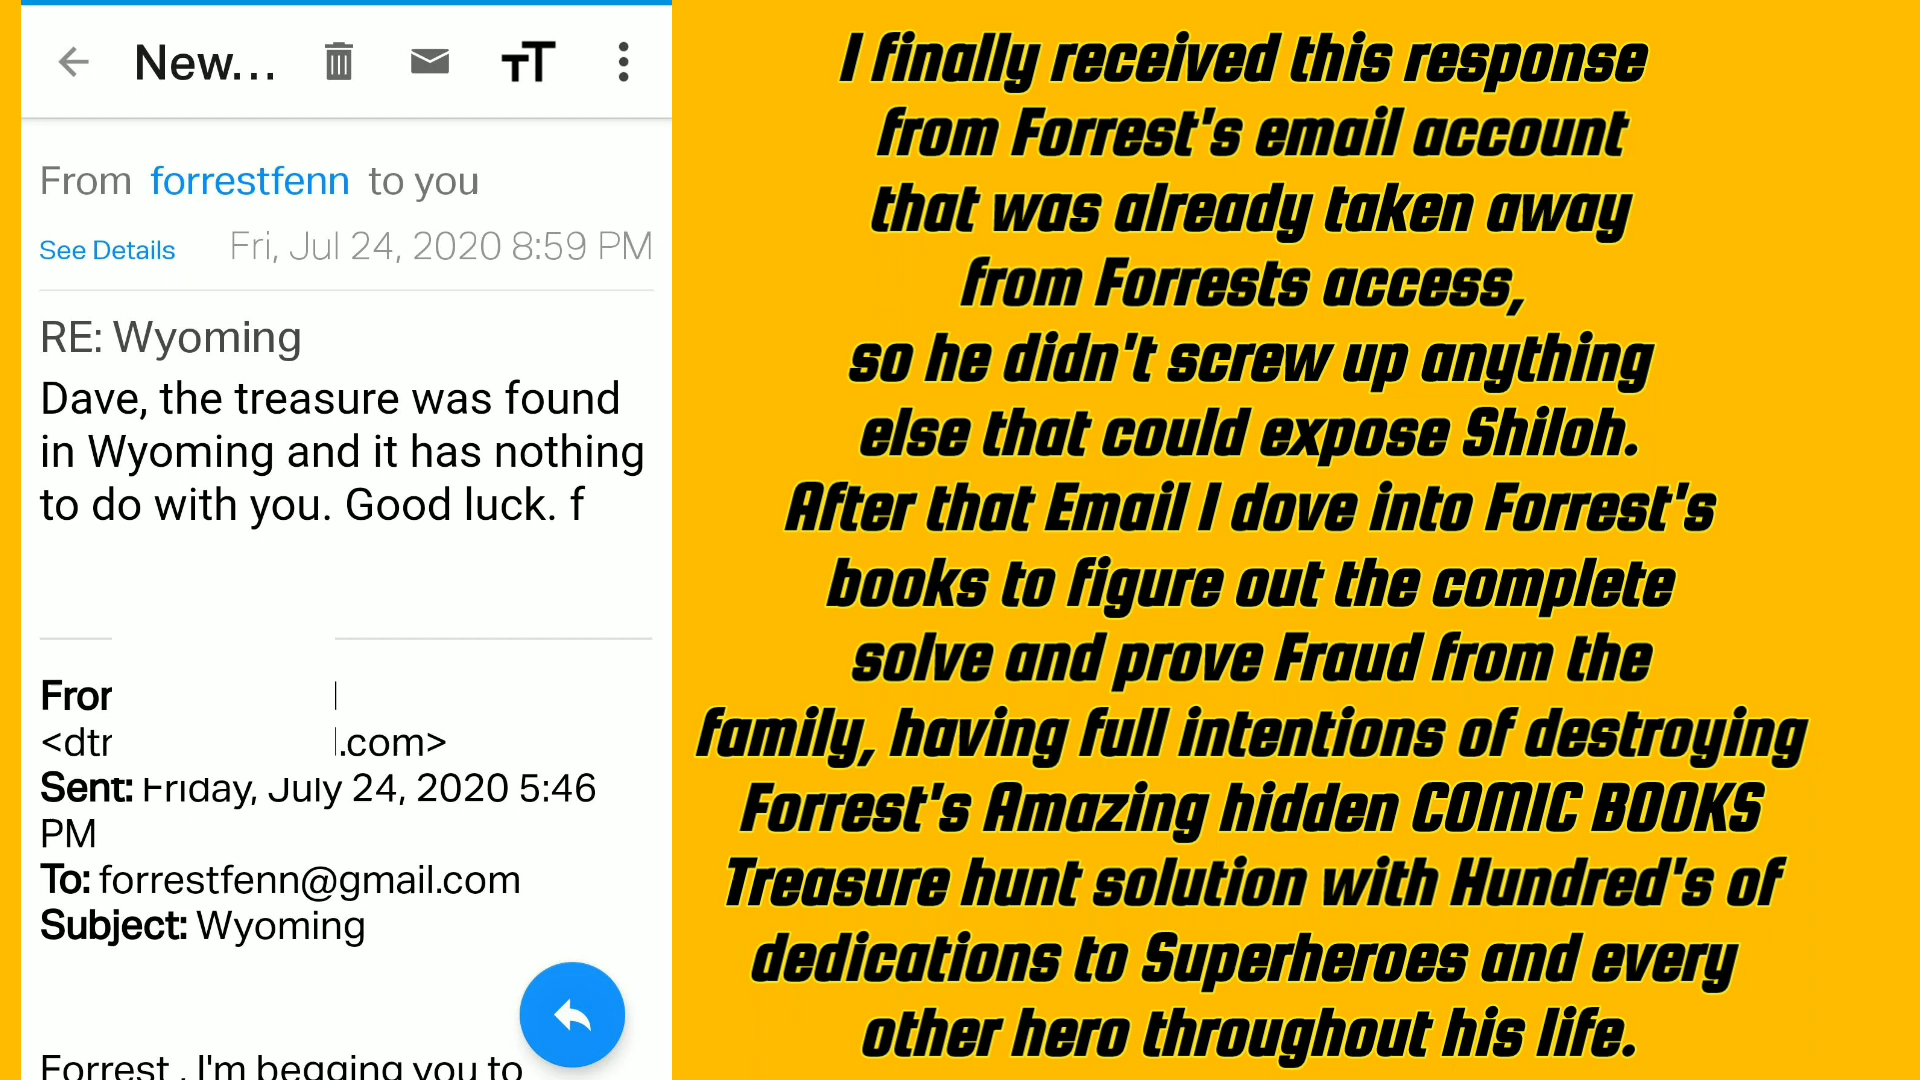 New...
From forrestfenn to you
See Details Fri, Jul 24, 2020 8:59 PM
RE: Wyoming
Dave, the treasure was found
in Wyoming and it has nothing
to do with you. Good luck. f
Fror
<dtr l.com>
Sent: Friday, July 24, 2020 5:46
PM
To: forrestfenn@gmail.com
Subject: Wyoming
Forrest , I'm begging you to
I finally received this response
from Forrest's email account
that was already taken away
from Forrests access,
so he didn't screw up anything
else that could expose Shiloh.
After that Email I dove into Forrest's
books to figure out the complete
solve and prove Fraud from the
family, having full intentions of destroying
Forrest's Amazing hidden COMIC BOOKS
Treasure hunt solution with Hundred's of
dedications to Superheroes and every
other hero throughout his life.